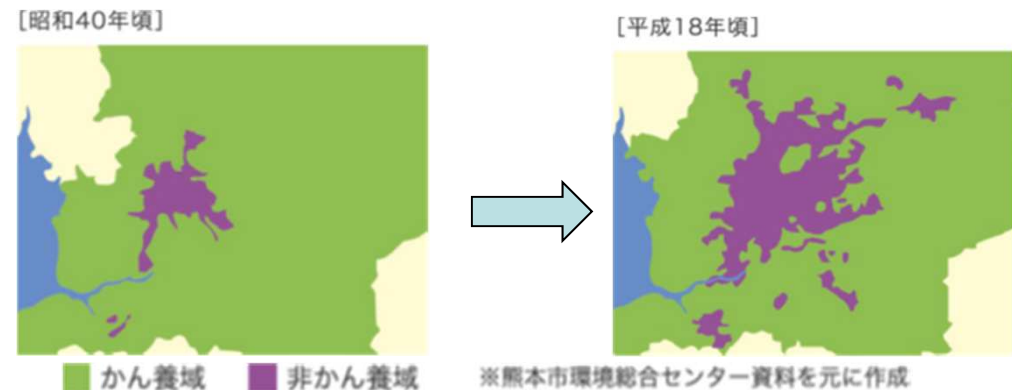 [昭和40年頃]
[平成18年頃]
かん養域
非かん養域
※熊本市環境総合センター資料を元に作成